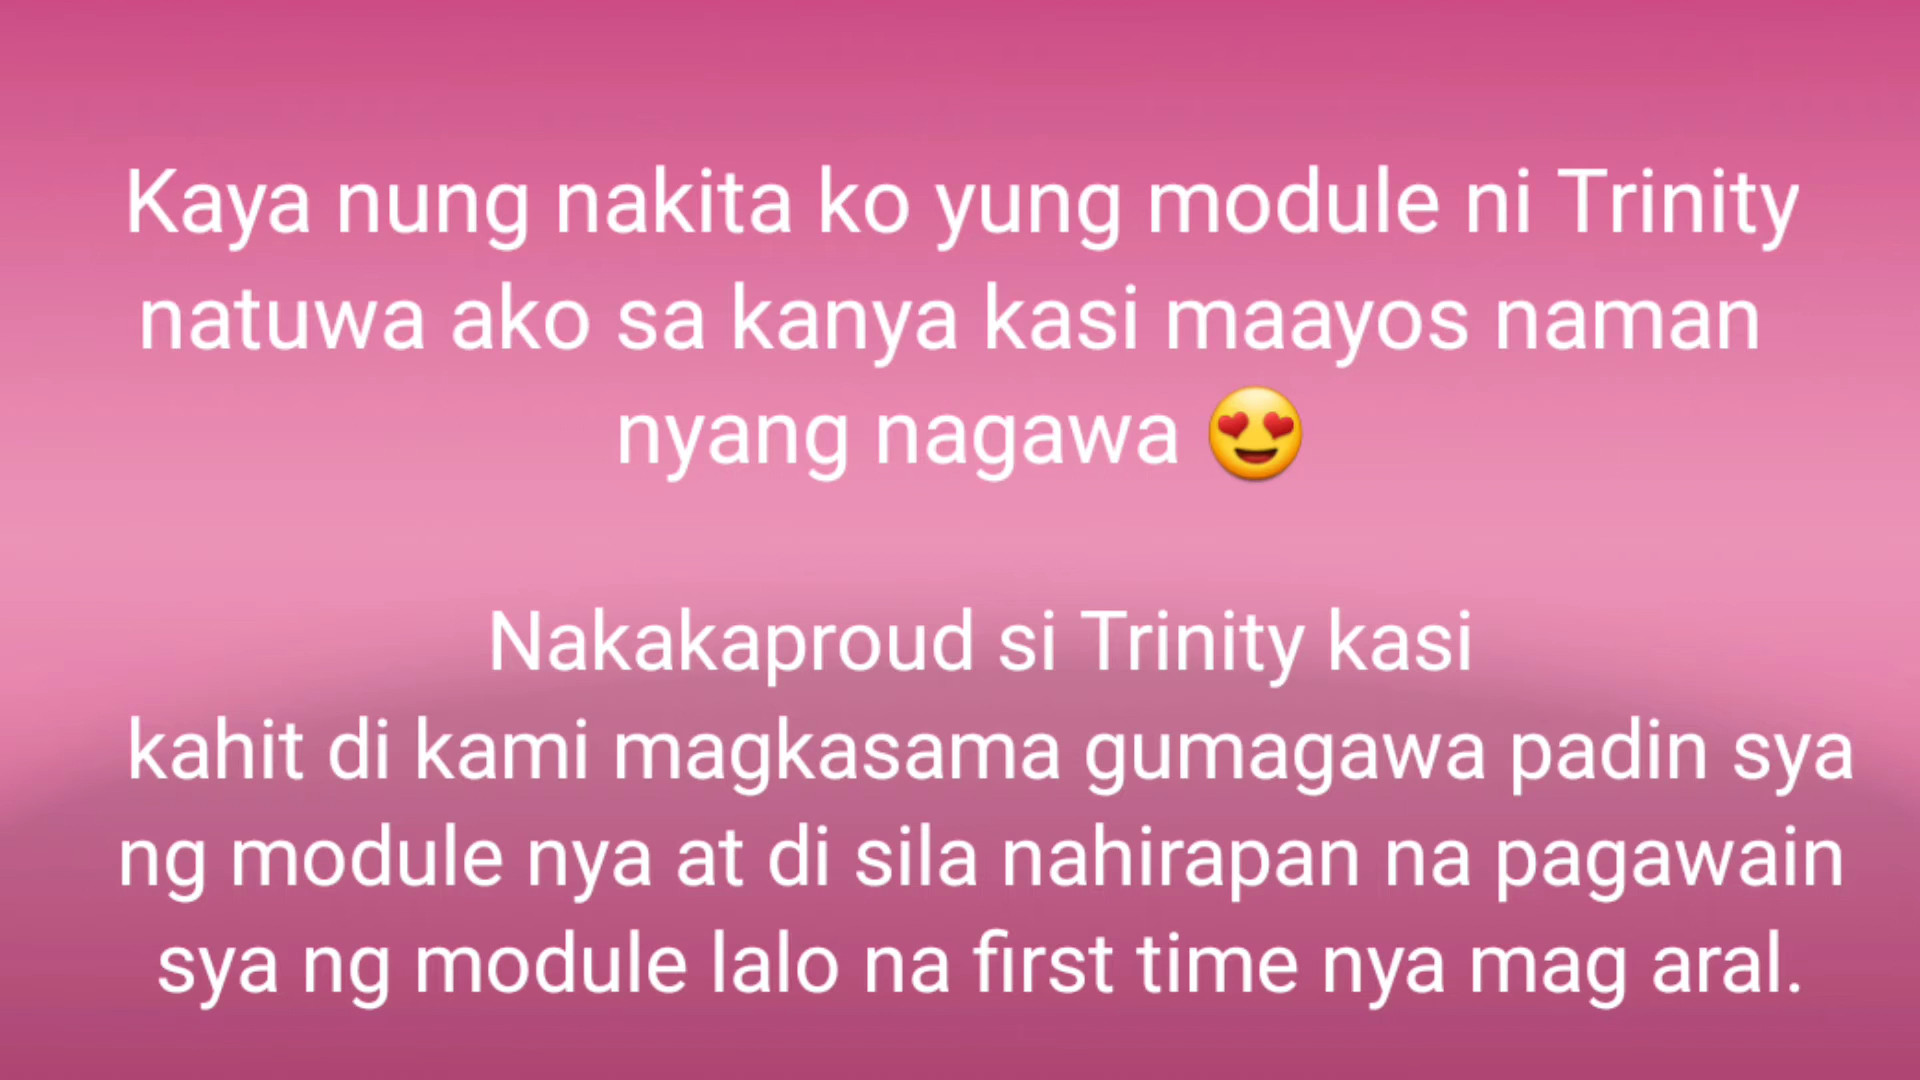 Kaya nung nakita ko yung module ni Trinity
natuwa ako sa kanya kasi maayos naman
nyang nagawa 😍
Nakakaproud si Trinity kasi
kahit di kami magkasama gumagawa padin sya
ng module nya at di sila nahirapan na pagawain
sya ng module lalo na first time nya mag aral.